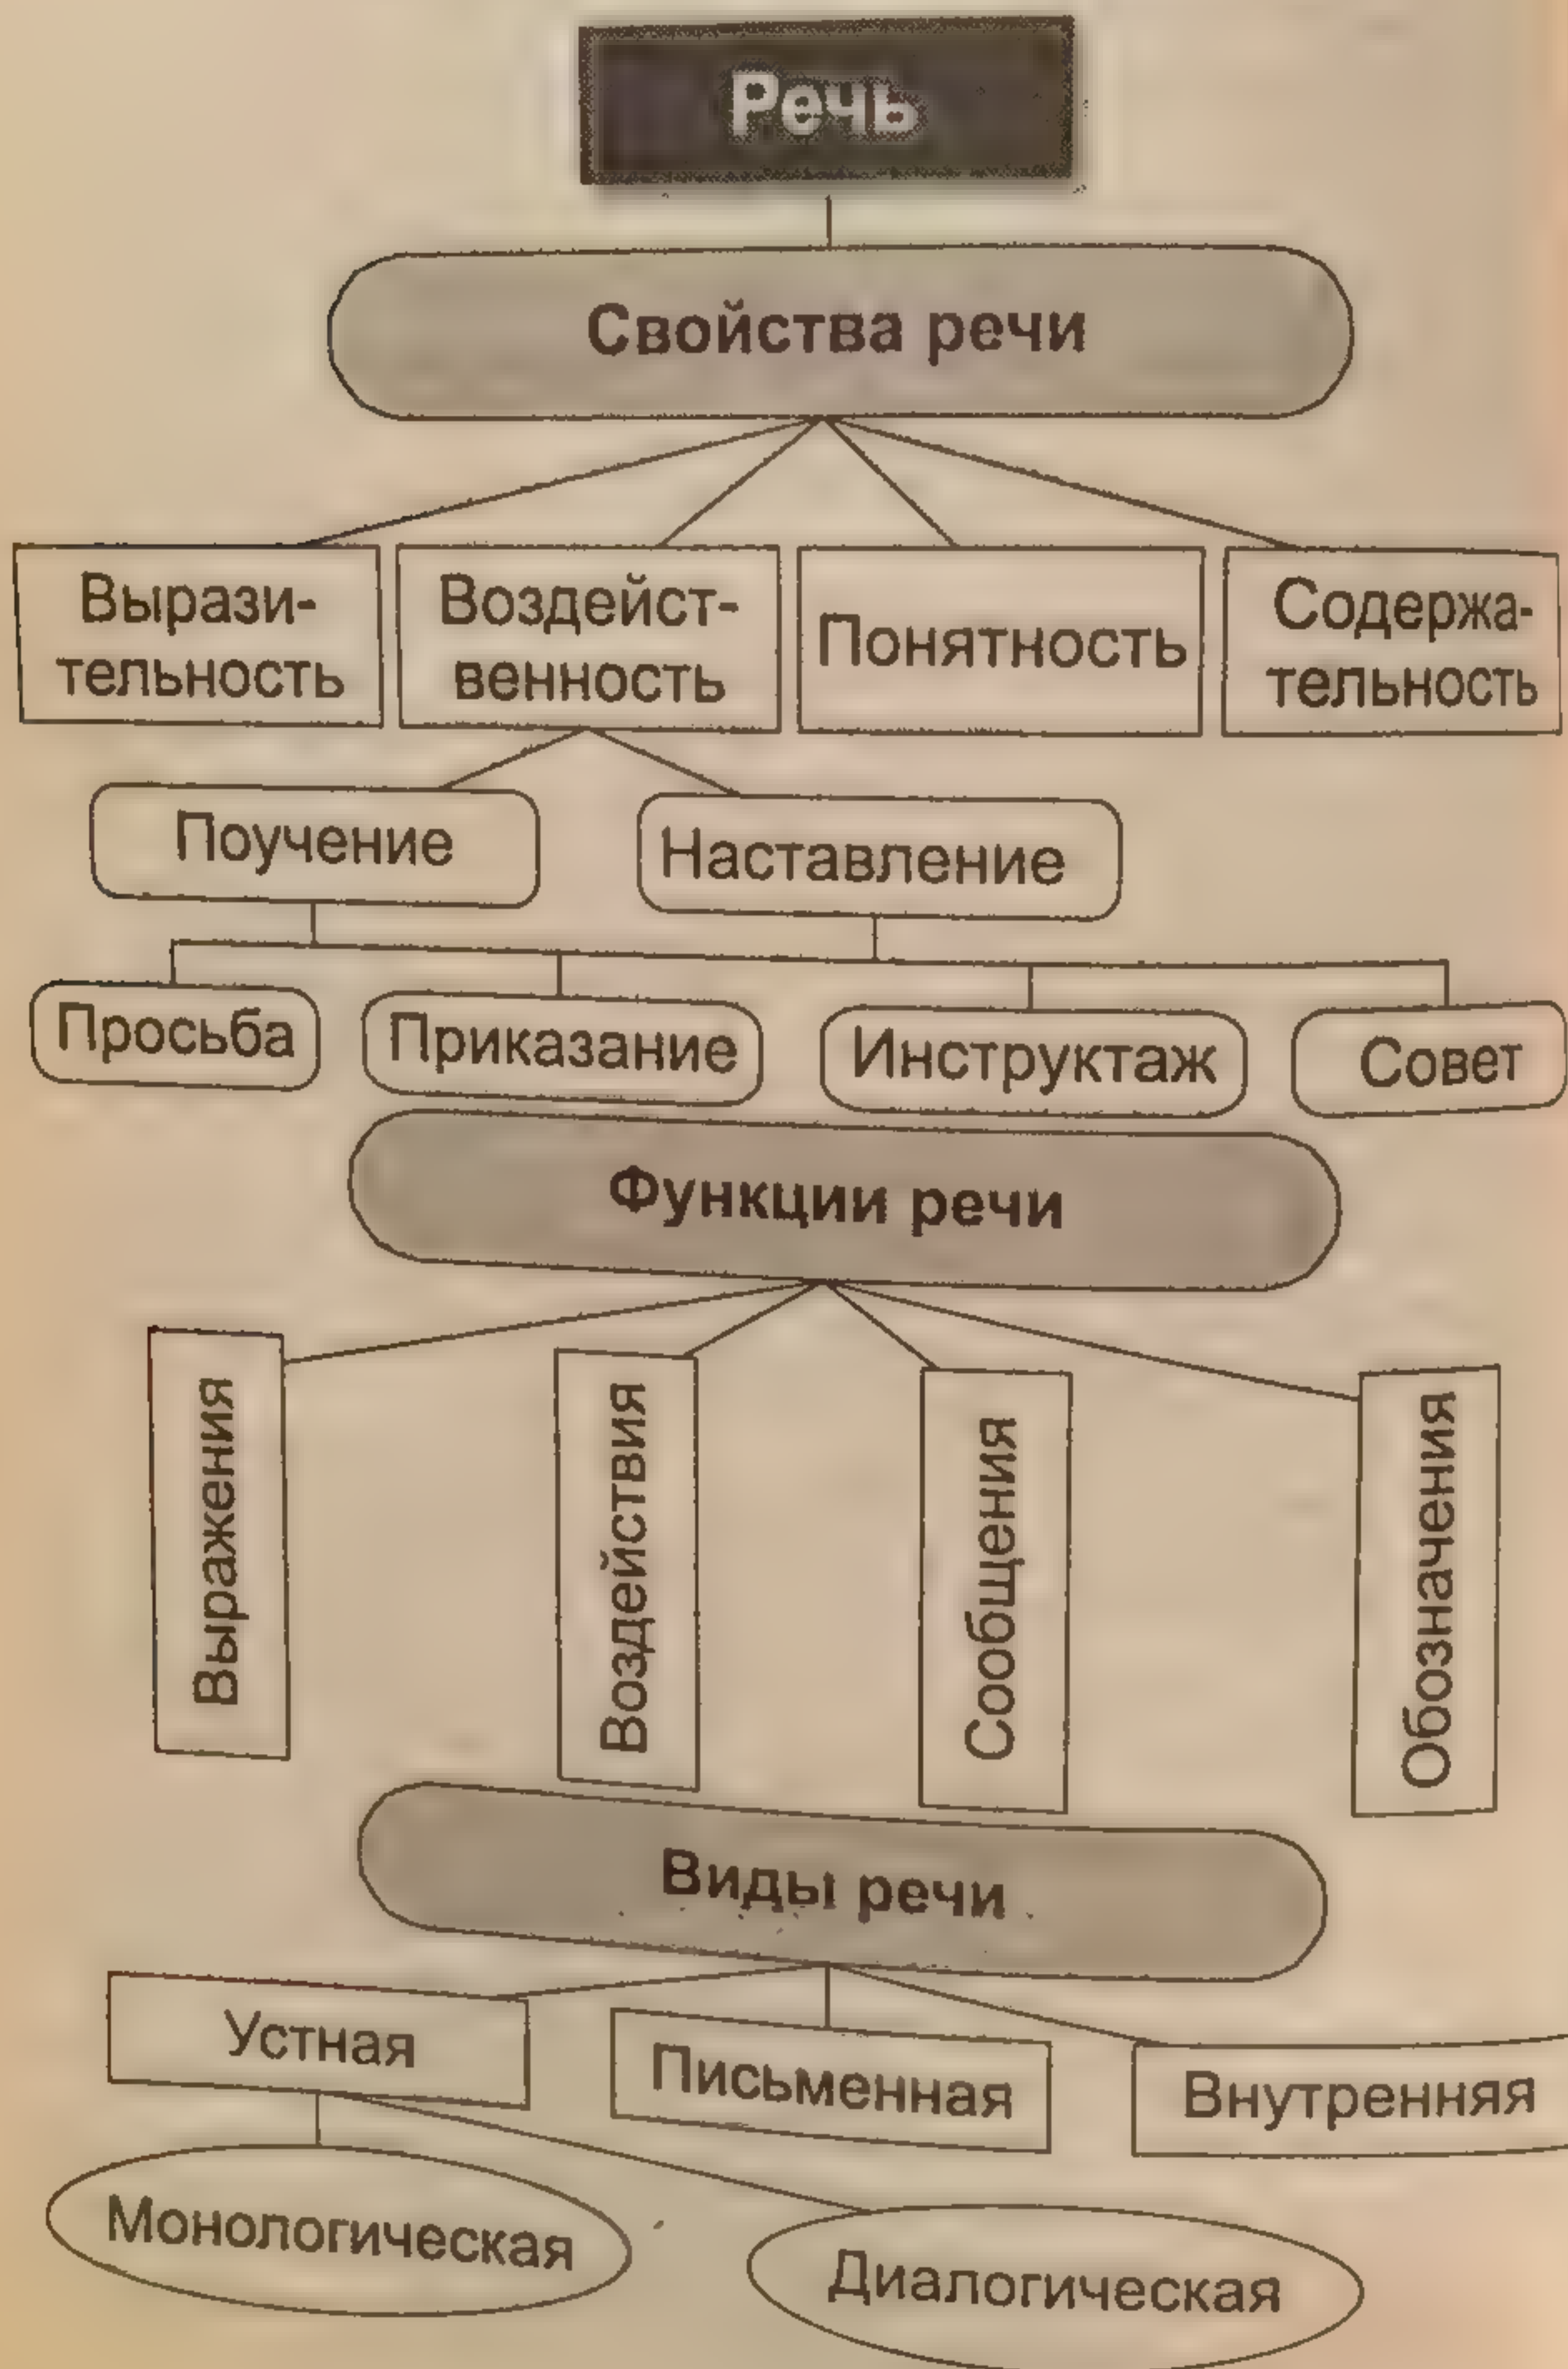 Речь
Свойства речи
Вырази-
тельность
Воздейст-
венность
Понятность
Содержа-
тельность
Поучение
Наставление
Просьба
Приказание
Инструктаж
Совет
Функции речи
Выражения
Воздействия
Сообщения
Обозначения
Виды речи
Устная
Письменная
Внутренняя
Монологическая
Диалогическая